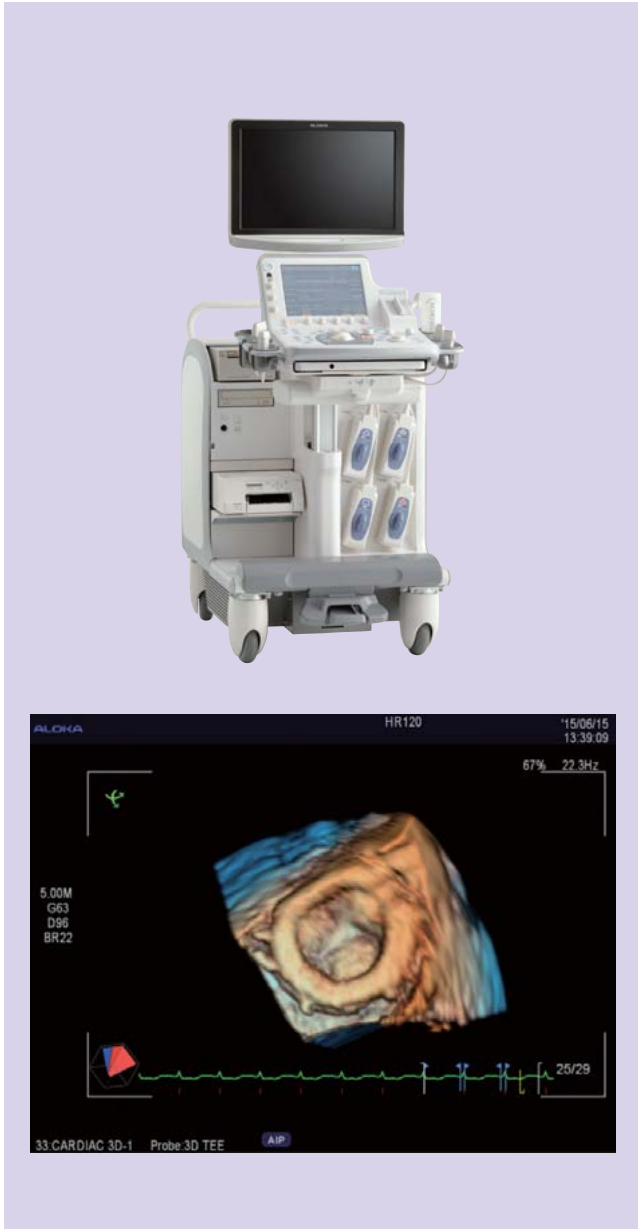 ALOKA
ALOKA
HR120
'15/06/15
13:39:09
67% 22.3Hz
5.00M
G63
D96
BR22
25/29
33:CARDIAC 3D-1 Probe:3D TEE AIP